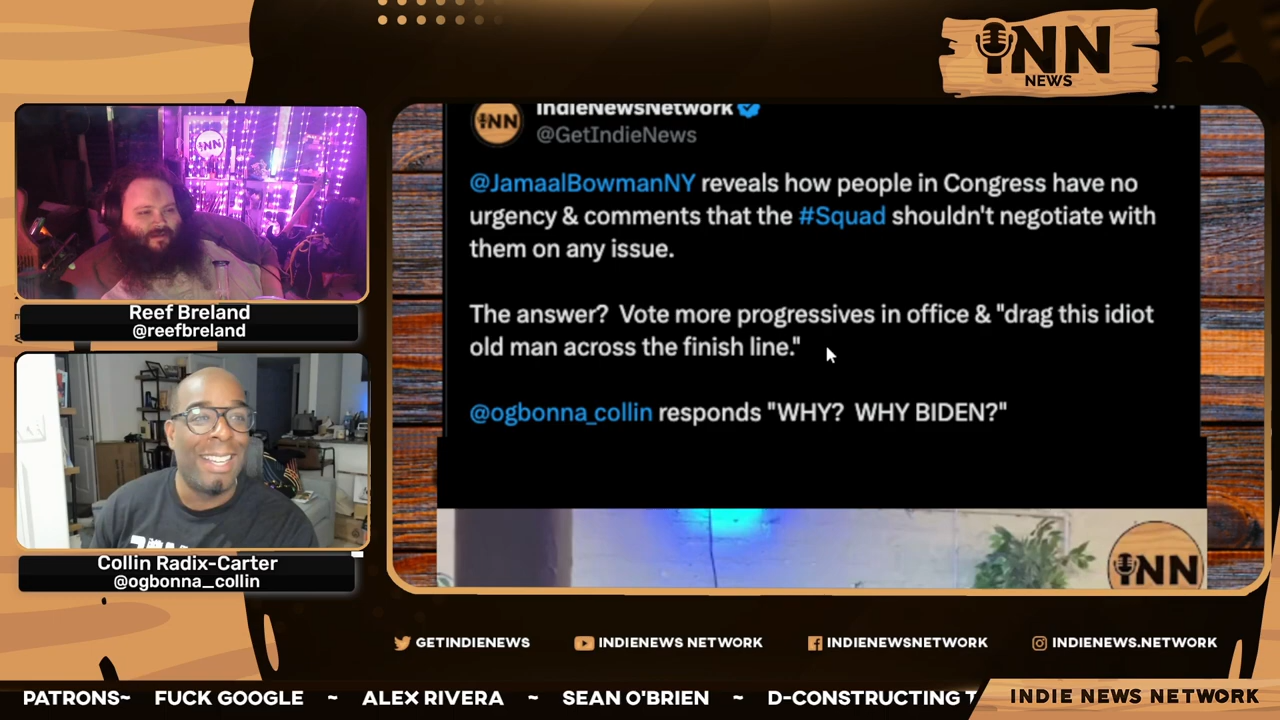 INN
NEWS
INN
Reef Breland
@reefbreland
Collin Radix-Carter
@ogbonna_collin
INN
IndieNewsNetwork
@GetIndieNews
@JamaalBowmanNY reveals how people in Congress have no
urgency & comments that the #Squad shouldn't negotiate with
them on any issue.
The answer? Vote more progressives in office & "drag this idiot
old man across the finish line."
@ogbonna_collin responds "WHY? WHY BIDEN?"
INN
GETINDIENEWS
INDIENEWS NETWORK
INDIENEWSNETWORK
INDIENEWS.NETWORK
PATRONS~ FUCK GOOGLE ~ ALEX RIVERA ~ SEAN O'BRIEN ~ D-CONSTRUCTING T
INDIE NEWS NETWORK